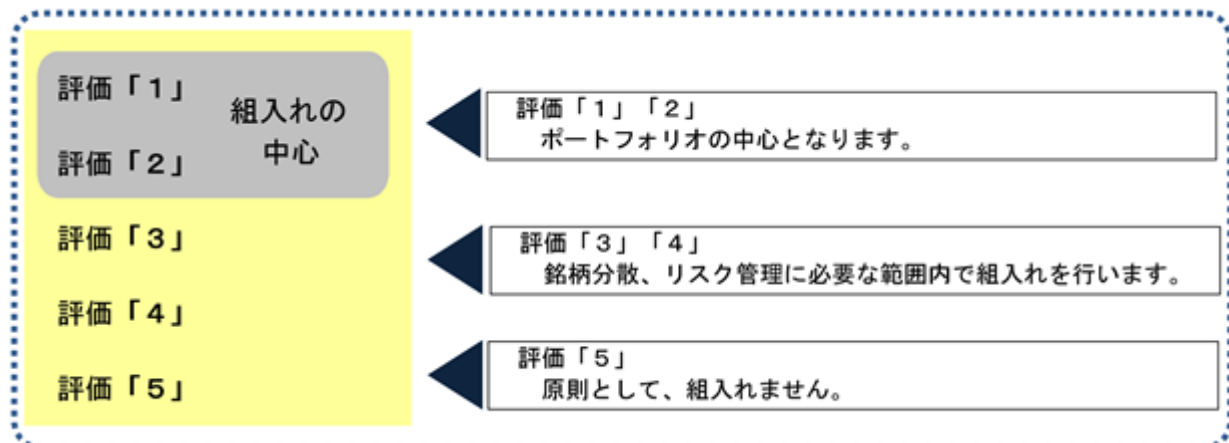 評価「１」
組入れの
中心
評価「２」
評価「３」
評価「４」
評価「５」
評価「１」「２」
ポートフォリオの中心となります。
評価「３」「４」
銘柄分散、リスク管理に必要な範囲内で組入れを行います。
評価「５」
原則として、組入れません。